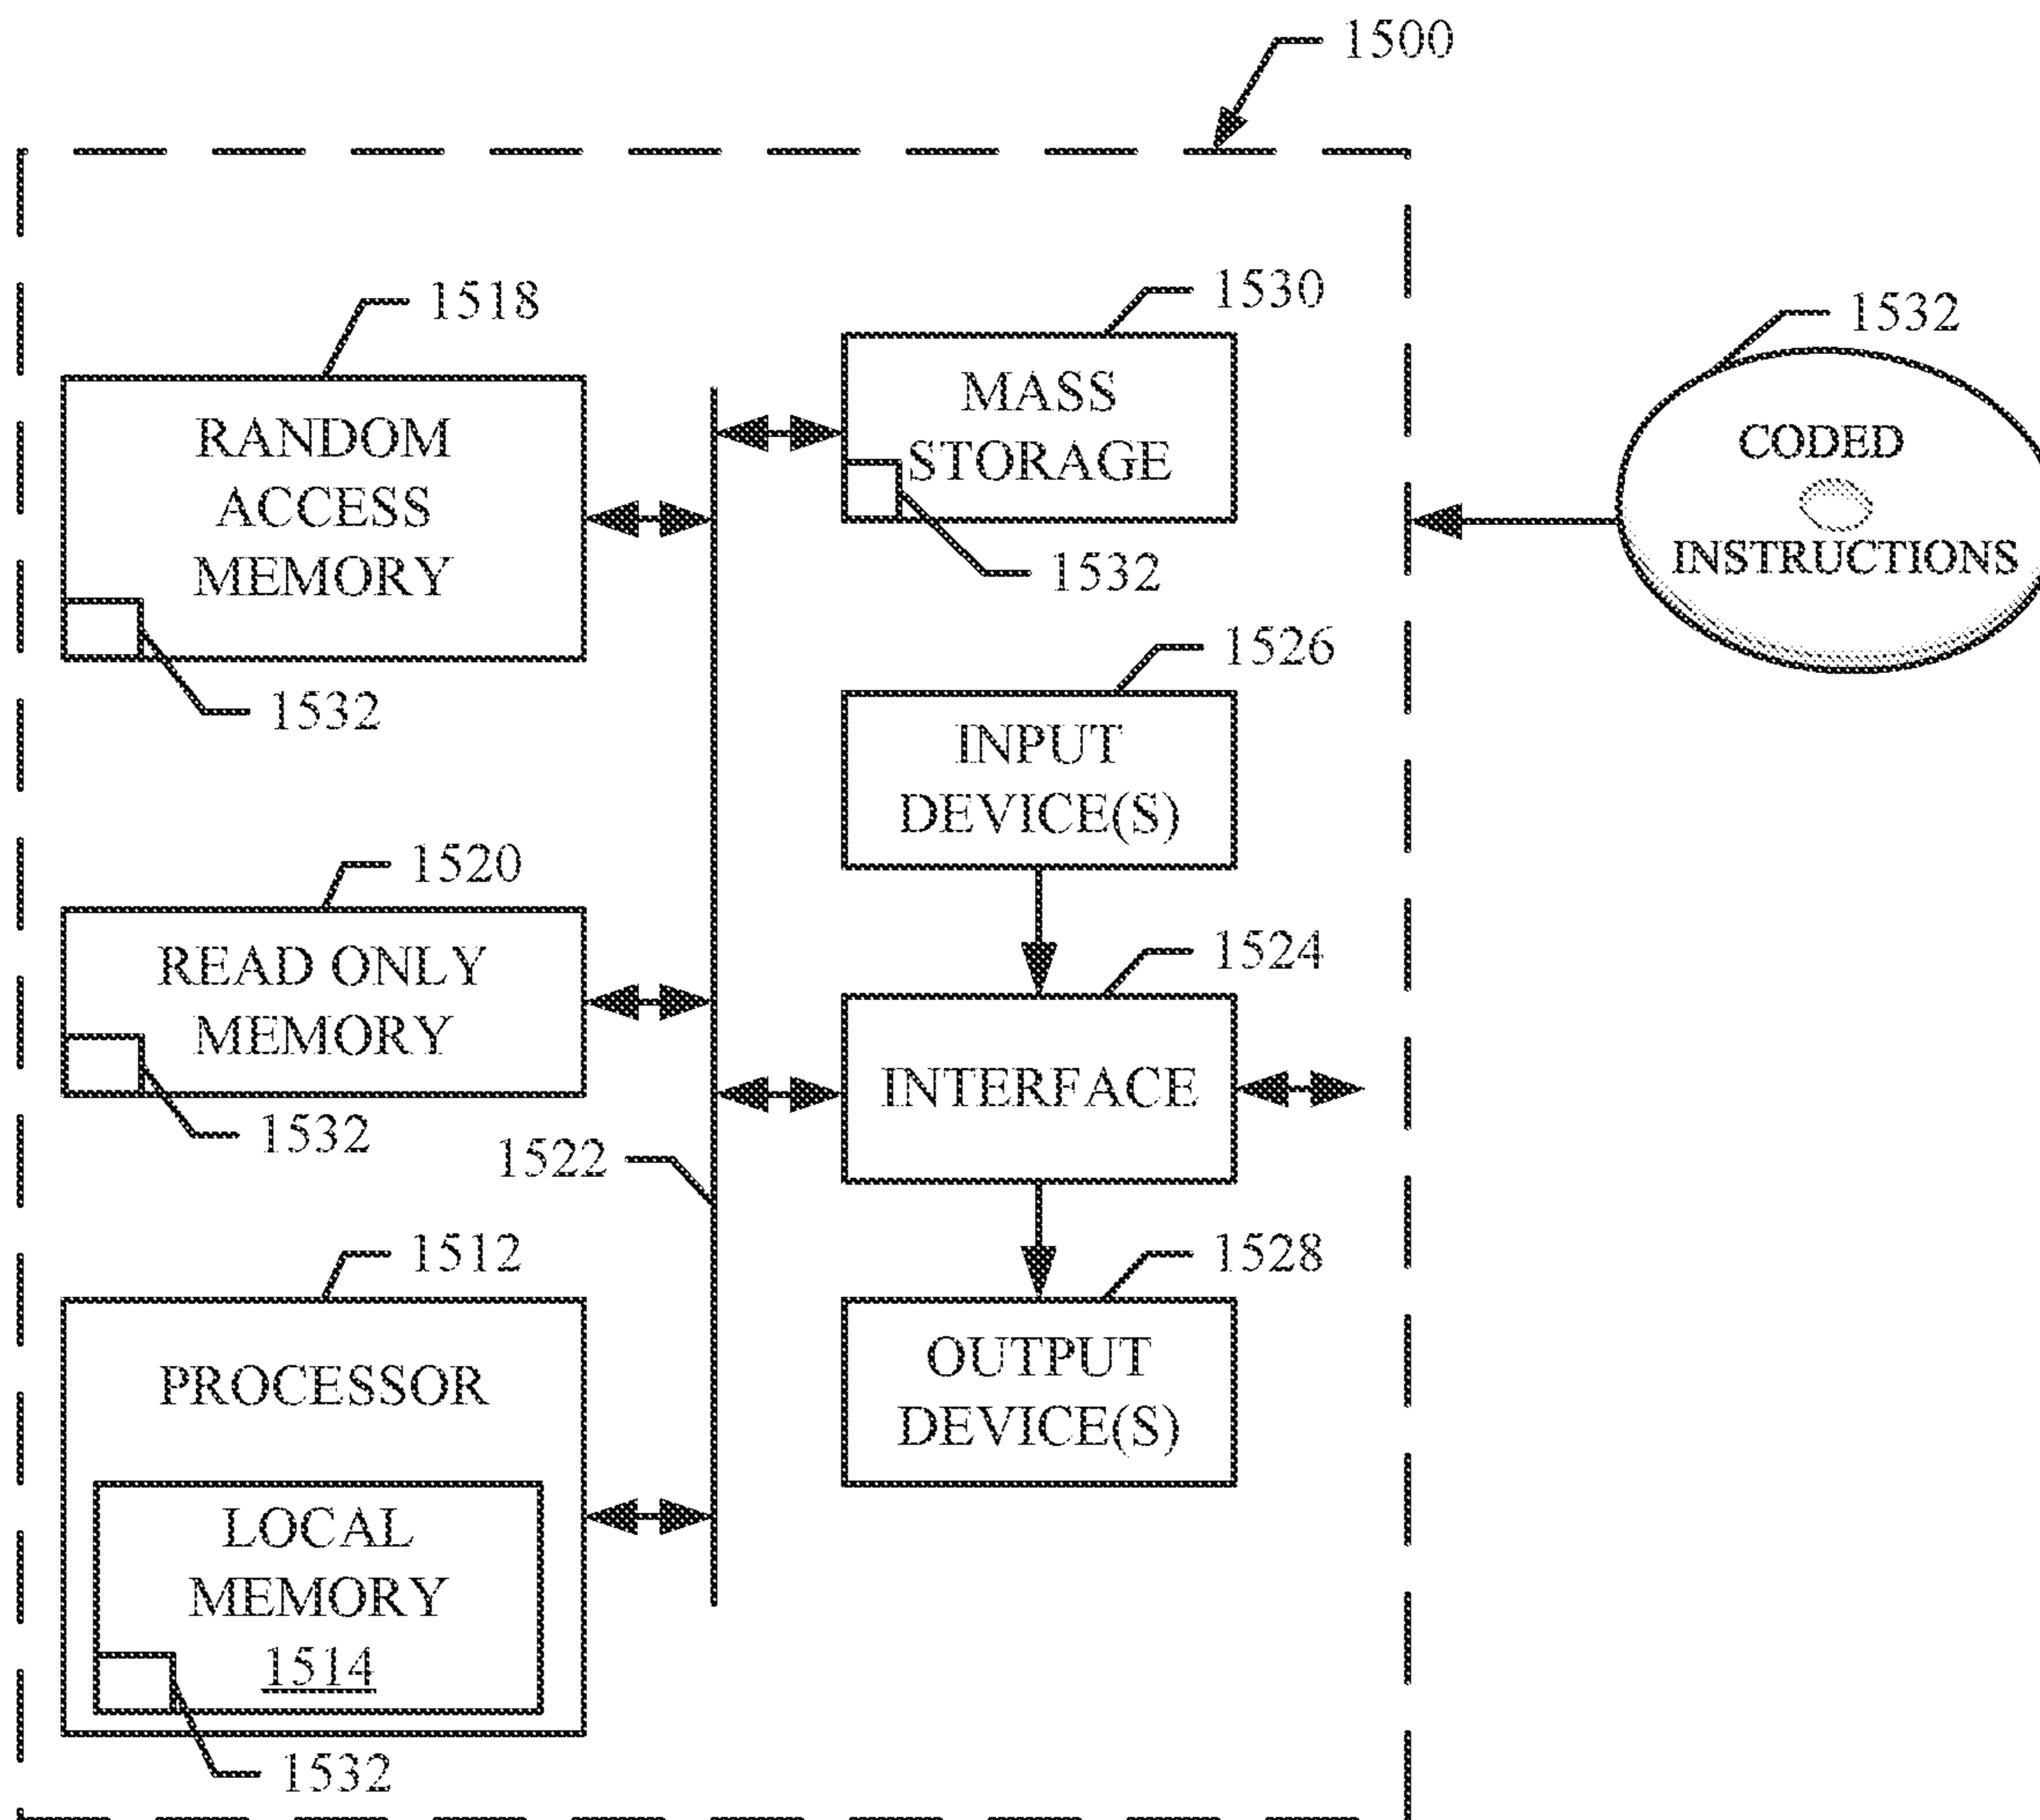 1500
1518
RANDOM
ACCESS
MEMORY
1532
1530
MASS
STORAGE
1532
1532
CODED
INSTRUCTIONS
1526
INPUT
DEVICE(S)
1520
READ ONLY
MEMORY
1532
1524
INTERFACE
1522
1512
PROCESSOR
LOCAL
MEMORY
1514
1532
1528
OUTPUT
DEVICE(S)